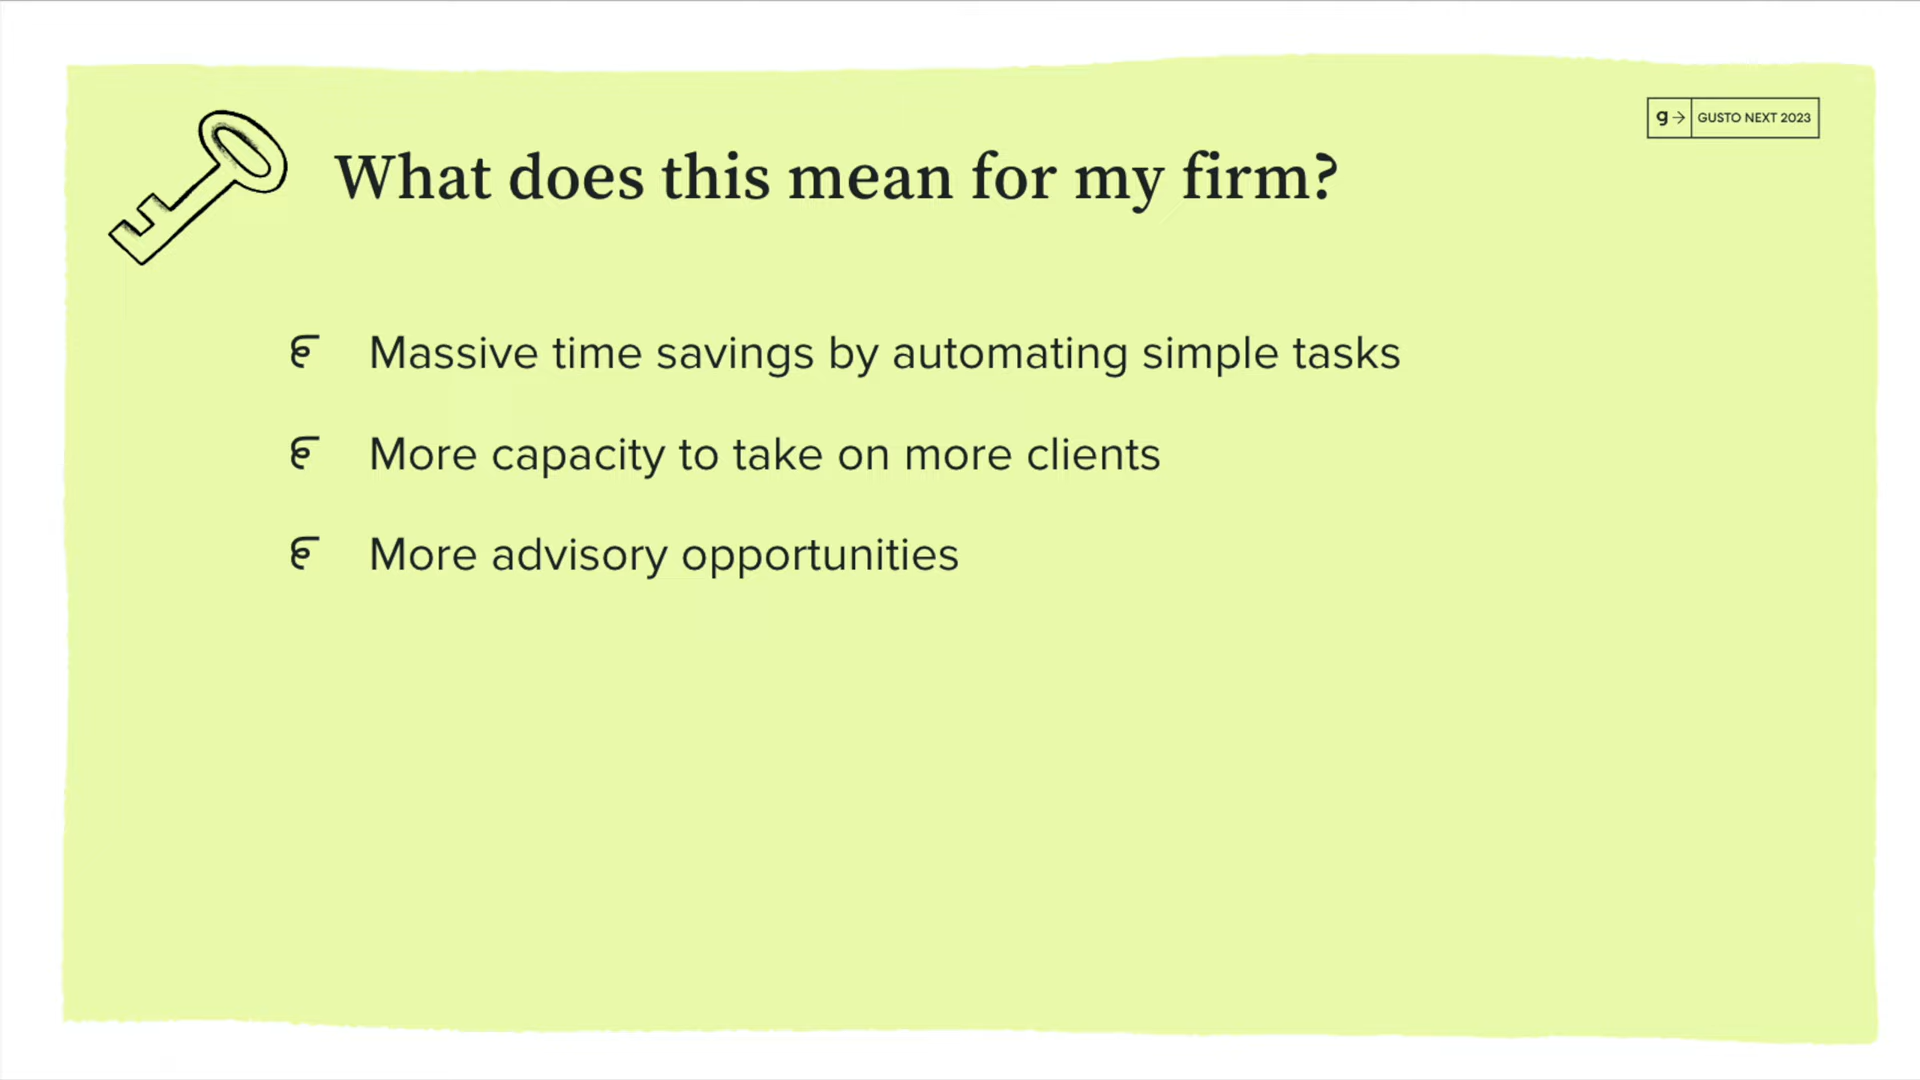 What does this mean for my firm?
g→ GUSTO NEXT 2023
Massive time savings by automating simple tasks
More capacity to take on more clients
More advisory opportunities